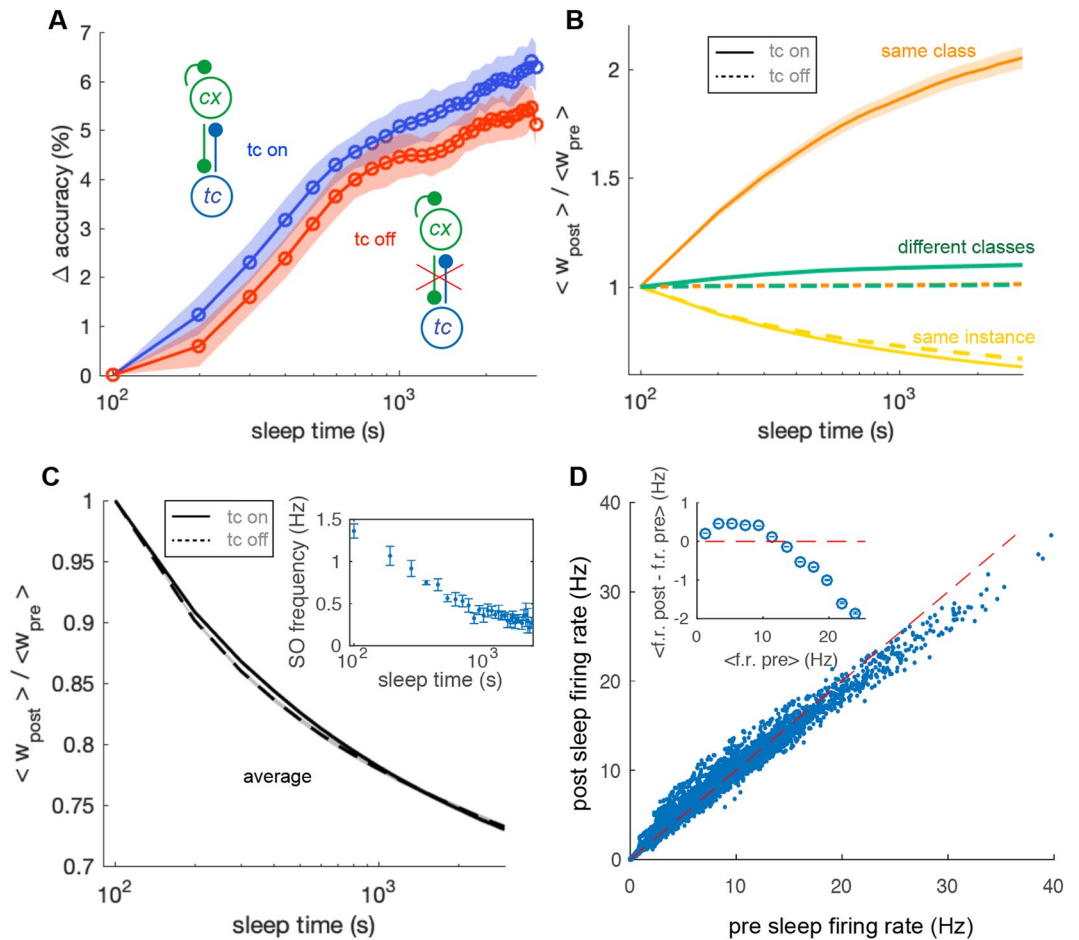 A
Δ accuracy (%)
7
6
5
4
3
2
1
0
10²
10³
sleep time (s)
cx
tc
tc on
tc off
cx
tc
B
< w_post > / <w_pre >
2
1.5
1
10²
10³
sleep time (s)
tc on
tc off
same class
different classes
same instance
C
< w_post > / <w_pre >
1
0.95
0.9
0.85
0.8
0.75
0.7
10²
10³
sleep time (s)
tc on
tc off
average
SO frequency (Hz)
1.5
1
0.5
0
10²
10³
sleep time (s)
D
post sleep firing rate (Hz)
40
30
20
10
0
0
10
20
30
40
pre sleep firing rate (Hz)
<f.r. post - f.r. pre> (Hz)
1
0
-1
-2
0
10
20
<f.r. pre> (Hz)